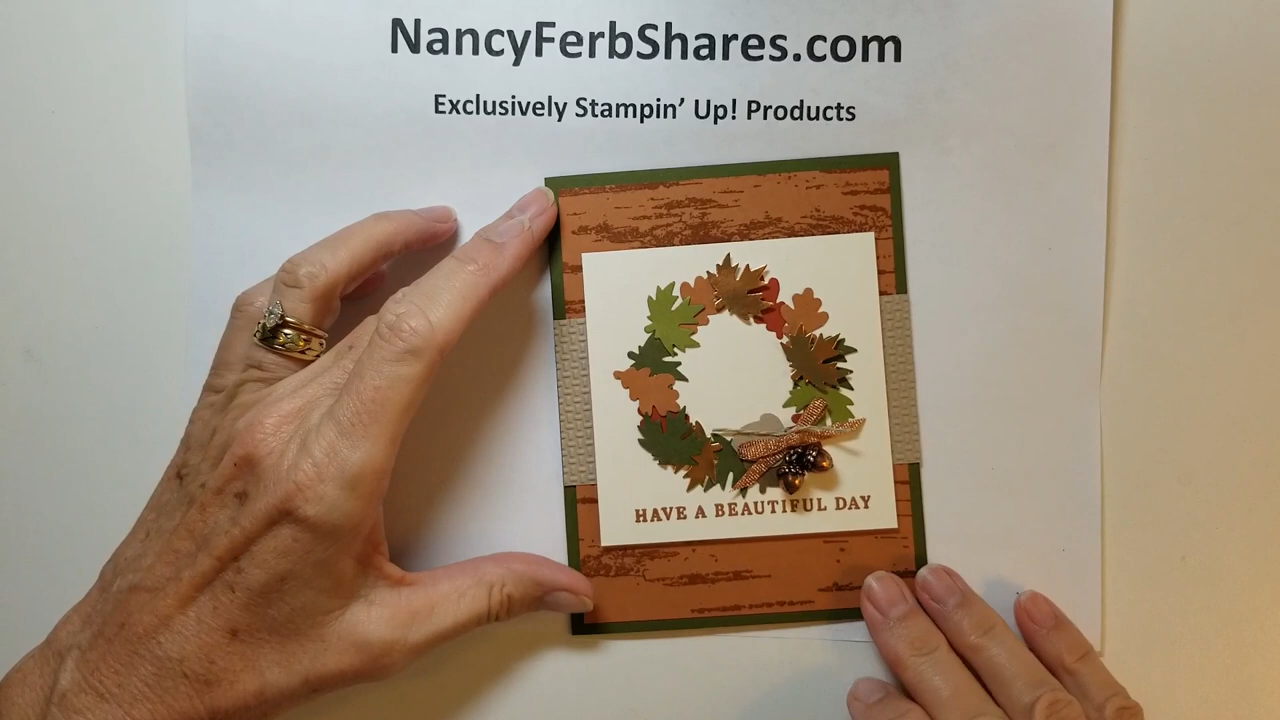 NancyFerbShares.com
Exclusively Stampin’ Up! Products
HAVE A BEAUTIFUL DAY